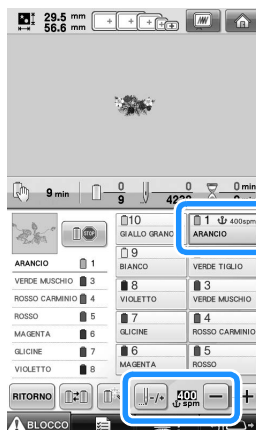 29.5 mm
56.6 mm
9 min
0
9
0
0 min
STOP
10
GIALLO GRANO
1 400spm
ARANCIO
ARANCIO 1
9
BIANCO
VERDE TIGLIO
VERDE MUSCHIO 3
8
VIOLETTO
3
VERDE MUSCHIO
ROSSO CARMINIO 4
ROSSO 5
7
GLICINE
4
ROSSO CARMINIO
MAGENTA 6
GLICINE 7
6
MAGENTA
5
ROSSO
VIOLETTO 8
RITORNO
-/+
400
spm
-
+
BLOCCO